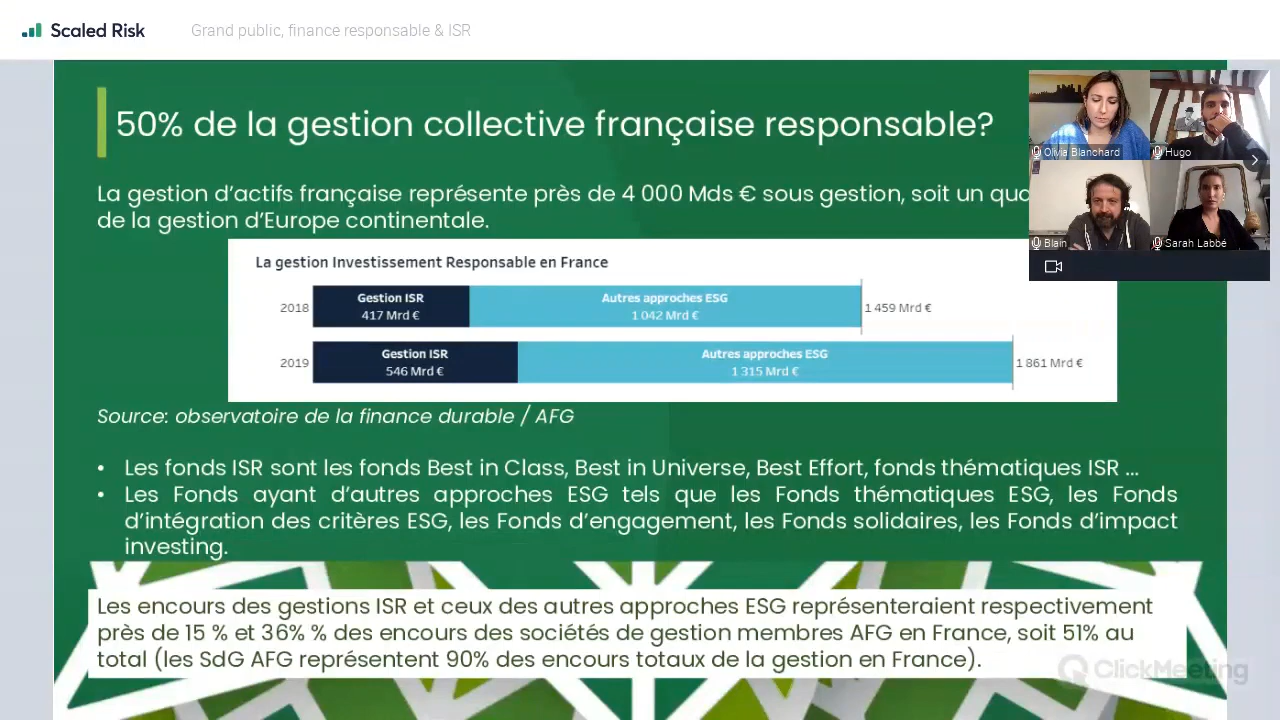 Scaled Risk
Grand public, finance responsable & ISR
50% de la gestion collective française responsable?
La gestion d'actifs française représente près de 4 000 Mds € sous gestion, soit un
de la gestion d'Europe continentale.
La gestion Investissement Responsable en France
2018
Gestion ISR
417 Mrd €
Autres approches ESG
1 042 Mrd €
1 459 Mrd €
2019
Gestion ISR
546 Mrd €
Autres approches ESG
1 315 Mrd €
1 861 Mrd €
Source: observatoire de la finance durable / AFG
• Les fonds ISR sont les fonds Best in Class, Best in Universe, Best Effort, fonds thématiques ISR ...
• Les Fonds ayant d'autres approches ESG tels que les Fonds thématiques ESG, les Fonds
d'intégration des critères ESG, les Fonds d'engagement, les Fonds solidaires, les Fonds d'impact
investing.
Les encours des gestions ISR et ceux des autres approches ESG représenteraient respectivement
près de 15 % et 36% % des encours des sociétés de gestion membres AFG en France, soit 51% au
total (les SdG AFG représentent 90% des encours totaux de la gestion en France).
Olivia Blanchard
Hugo
Blain
Sarah Labbé
ClickMeeting